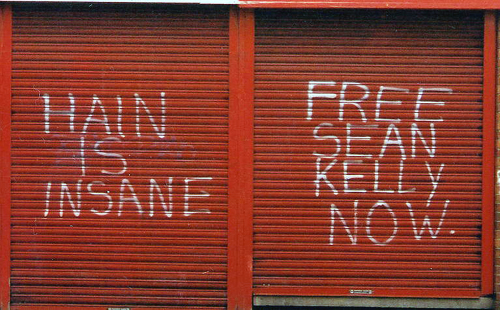 HAIN
IS
INSANE
FREE
SEAN
KELLY
NOW.